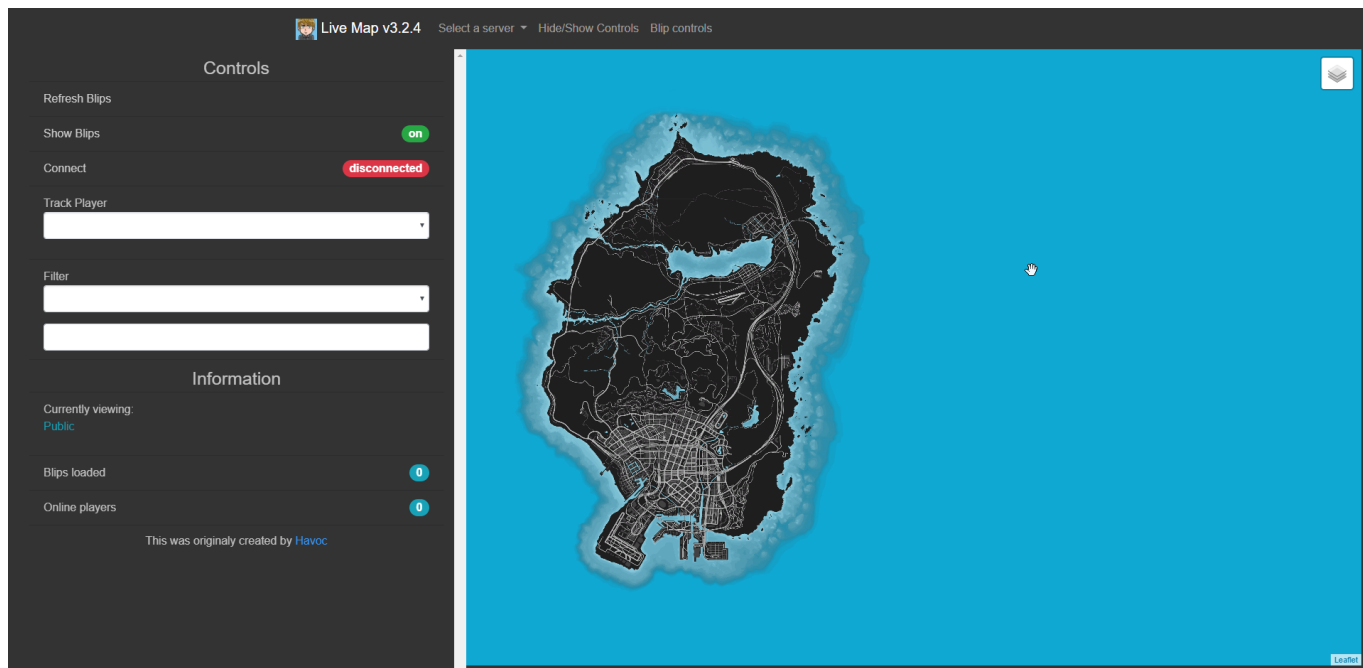 Live Map v3.2.4 Select a server Hide/Show Controls Blip controls
Controls
Refresh Blips
Show Blips on
Connect disconnected
Track Player
Filter
Information
Currently viewing:
Public
Blips loaded 0
Online players 0
This was originaly created by Havoc
Leaflet